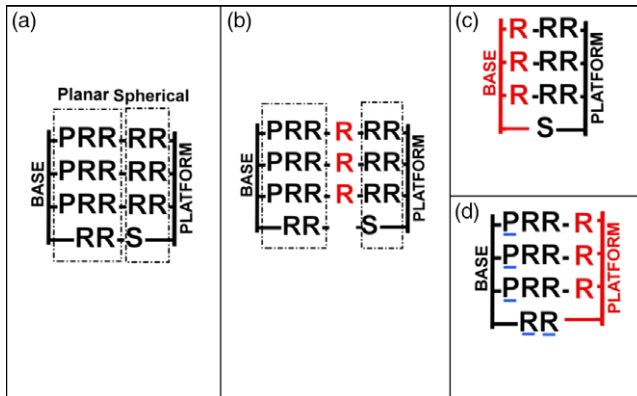 (a)
Planar Spherical
BASE
PRR-RR
PRR-RR
PRR-RR
RR-S
PLATFORM
(b)
BASE
PRR-R-RR
PRR-R-RR
PRR-R-RR
RR- -S
PLATFORM
(c)
BASE
R-RR
R-RR
R-RR
S
PLATFORM
(d)
BASE
PRR-R
PRR-R
PRR-R
RR
PLATFORM